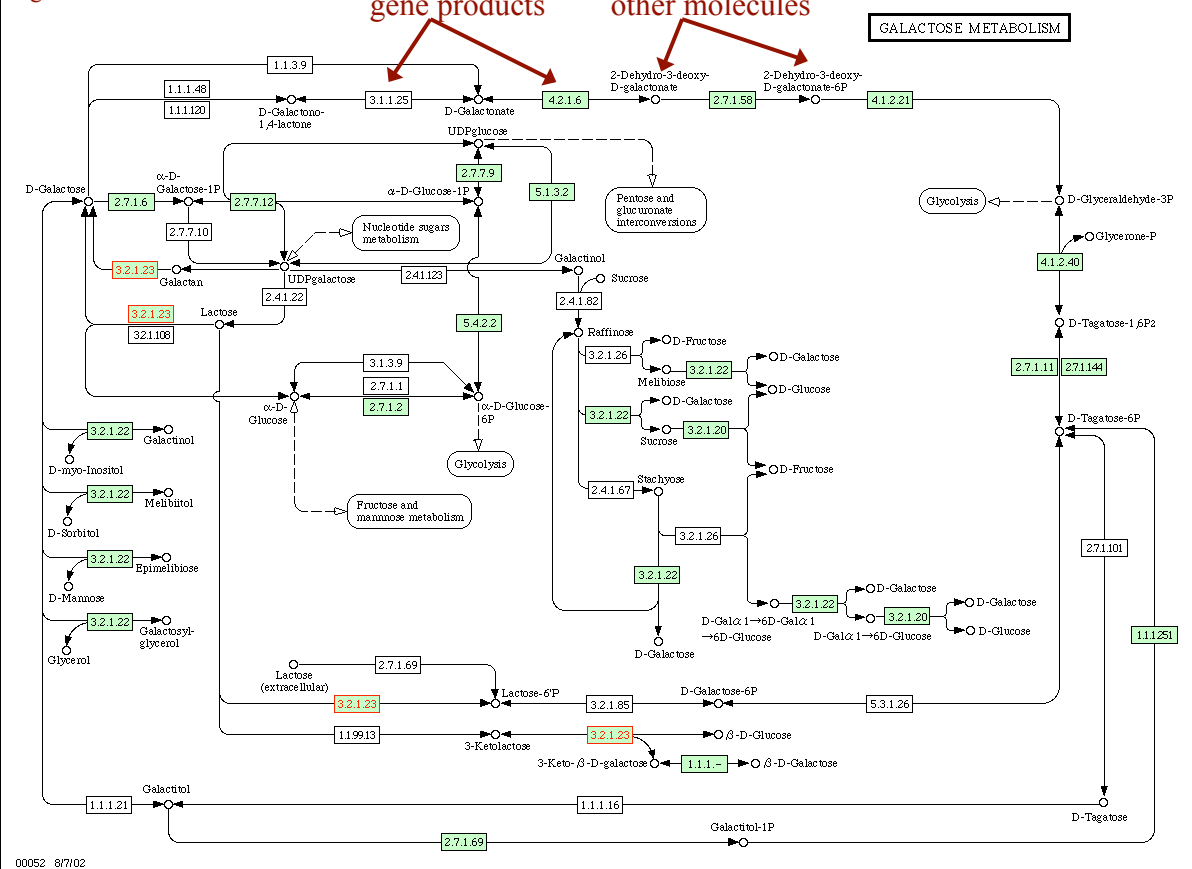 gene products
other molecules
GALACTOSE METABOLISM
1.1.3.9
1.1.1.48
1.1.1.120
D-Galactono-
1,4-lactone
3.1.1.25
D-Galactonate
4.2.1.6
2-Dehydro-3-deoxy-
D-galactonate
2.7.1.58
2-Dehydro-3-deoxy-
D-galactonate-6P
4.1.2.21
UDPglucose
2.7.7.9
5.1.3.2
D-Galactose
2.7.1.6
α-D-
Galactose-1P
2.7.7.12
α-D-Glucose-1P
2.7.7.10
Nucleotide sugars
metabolism
Pentose and
glucuronate
interconversions
Glycolysis
D-Glyceraldehyde-3P
Glycerone-P
4.1.2.40
3.2.1.23
Galactan
UDPgalactose
2.4.1.123
Galactinol
Sucrose
2.4.1.22
2.4.1.82
3.2.1.23
3.2.1.108
Lactose
5.4.2.2
Raffinose
D-Tagatose-1,6P2
3.2.1.26
D-Fructose
Melibiose
3.2.1.22
D-Galactose
D-Glucose
2.7.1.11
2.7.1.144
3.1.3.9
2.7.1.1
2.7.1.2
α-D-
Glucose
α-D-Glucose-
6P
3.2.1.22
D-Galactose
Sucrose
3.2.1.20
D-Tagatose-6P
3.2.1.22
Galactinol
D-myo-Inositol
Glycolysis
D-Fructose
3.2.1.22
Melibiitol
D-Sorbitol
Fructose and
mannnose metabolism
2.4.1.67
Stachyose
3.2.1.26
2.7.1.101
3.2.1.22
Epimelibiose
D-Mannose
3.2.1.22
3.2.1.22
Galactosyl-
glycerol
Glycerol
D-Galα1→6D-Galα1
→6D-Glucose
3.2.1.22
D-Galactose
D-Galα1→6D-Glucose
3.2.1.20
D-Galactose
D-Glucose
1.1.1251
D-Galactose
Lactose
(extracellular)
2.7.1.69
3.2.1.23
Lactose-6'P
3.2.1.85
D-Galactose-6P
5.3.1.26
1.1.99.13
3-Ketolactose
3.2.1.23
β-D-Glucose
3-Keto-β-D-galactose
1.1.1.-
β-D-Galactose
Galactitol
1.1.1.21
1.1.1.16
D-Tagatose
2.7.1.69
Galactitol-1P
00052 8/7/02